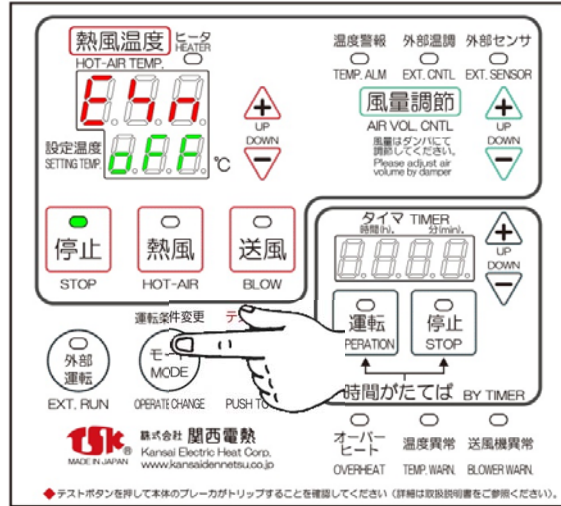 熱風温度 ヒータ
HEATER
HOT-AIR TEMP.
温度警報 外部温調 外部センサ
TEMP. ALM EXT. CNTL EXT. SENSOR
UP
DOWN
設定温度
SETTING TEMP.
oFF
℃
風量調節
AIR VOL. CNTL
風量はダンパにて
調節してください。
Please adjust air
volume by damper
UP
DOWN
停止 熱風 送風
STOP HOT-AIR BLOW
タイマ TIMER
時間(h). 分(min).
8.8.8.8
UP
DOWN
運転 停止
PERATION STOP
時間がたてば BY TIMER
運転条件変更
外部
運転
モード
MODE
EXT. RUN OPERATE CHANGE PUSH TO
TSK
MADE IN JAPAN
株式会社 関西電熱
Kansai Electric Heat Corp.
www.kansaidennetsu.co.jp
オーバー
ヒート
温度異常 送風機異常
OVERHEAT TEMP. WARN. BLOWER WARN.
◆テストボタンを押して本体のブレーカがトリップすることを確認してください（詳細は取扱説明書をご参照ください）。